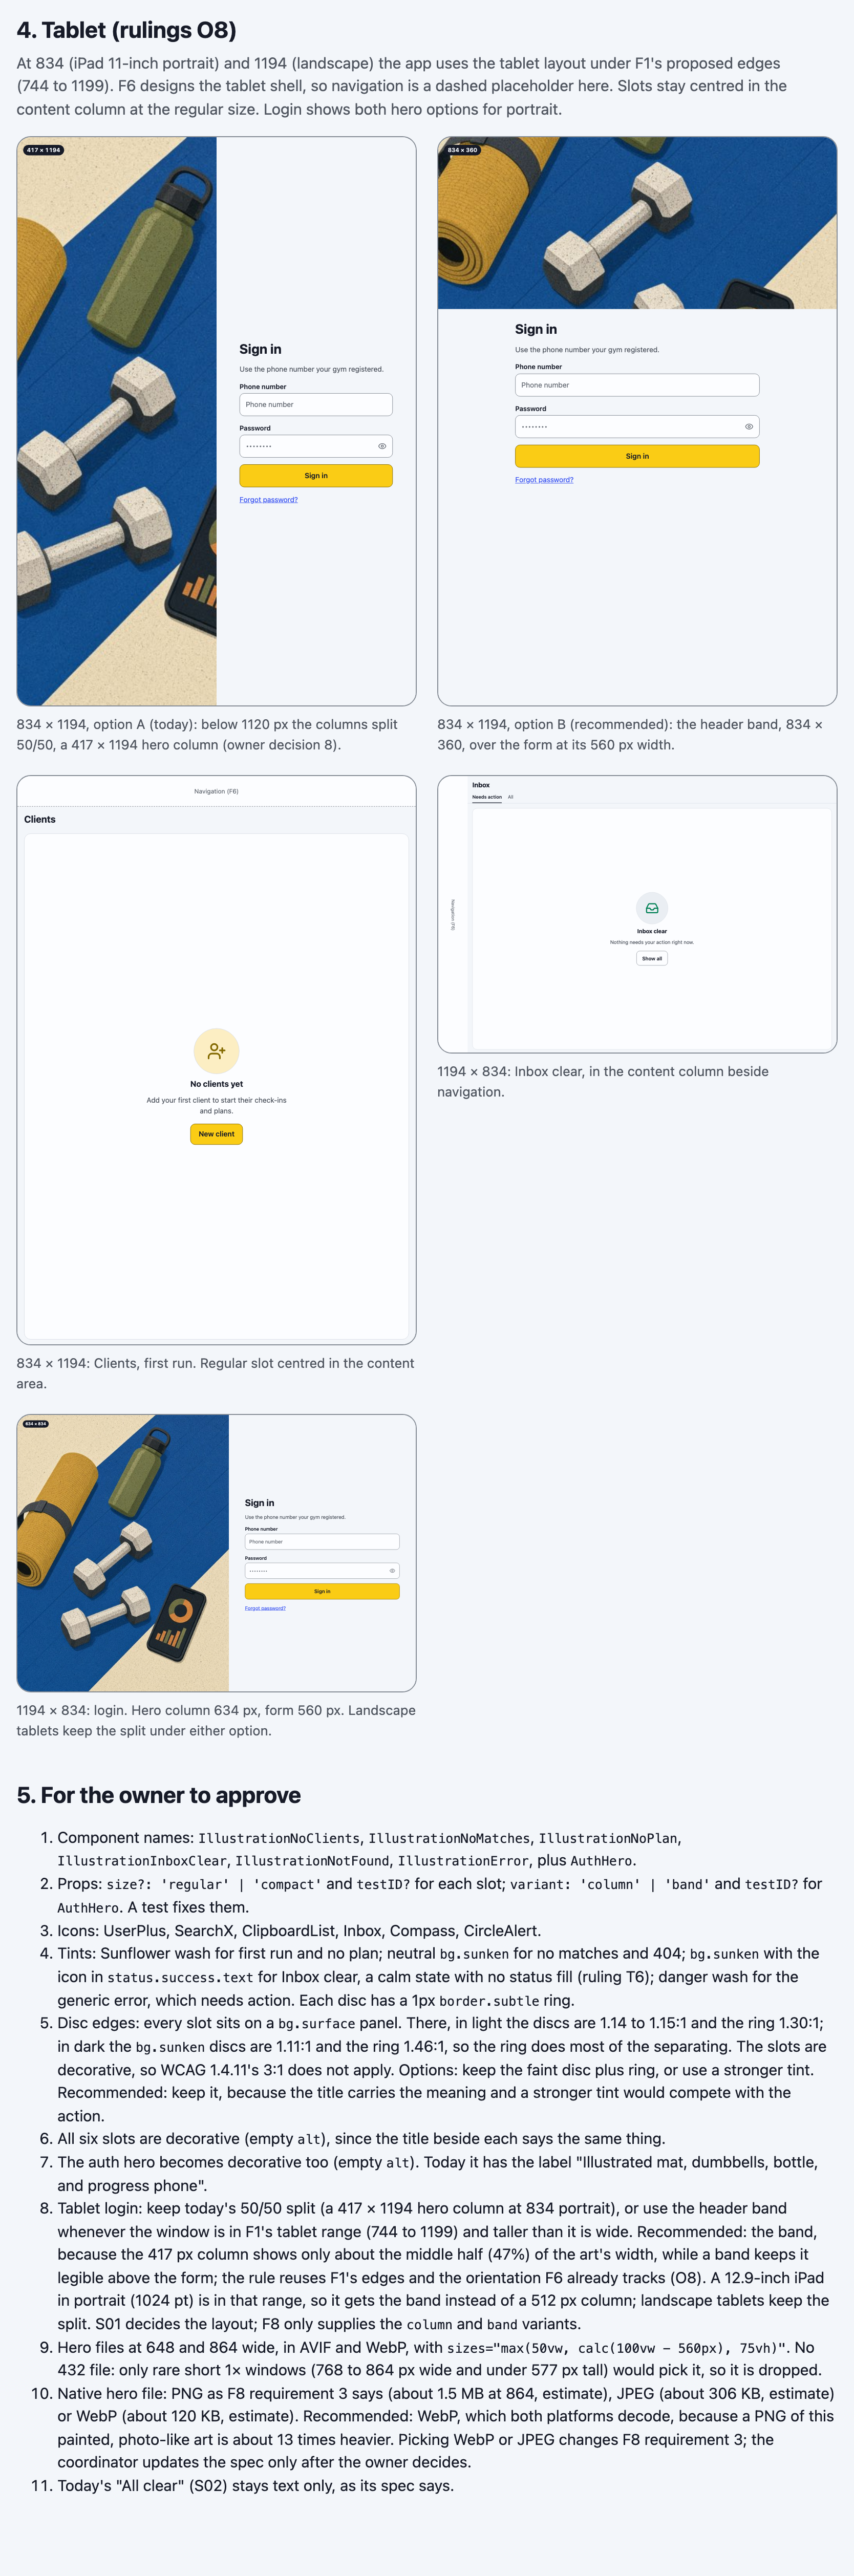 4. Tablet (rulings O8)
At 834 (iPad 11-inch portrait) and 1194 (landscape) the app uses the tablet layout under F1's proposed edges
(744 to 1199). F6 designs the tablet shell, so navigation is a dashed placeholder here. Slots stay centred in the
content column at the regular size. Login shows both hero options for portrait.
417 × 1194
Sign in
Use the phone number your gym registered.
Phone number
Phone number
Password
••••••••
Sign in
Forgot password?
834 × 1194, option A (today): below 1120 px the columns split
50/50, a 417 × 1194 hero column (owner decision 8).
834 × 360
Sign in
Use the phone number your gym registered.
Phone number
Phone number
Password
••••••••
Sign in
Forgot password?
834 × 1194, option B (recommended): the header band, 834 ×
360, over the form at its 560 px width.
Navigation (F6)
Clients
No clients yet
Add your first client to start their check-ins
and plans.
New client
834 × 1194: Clients, first run. Regular slot centred in the content
area.
Navigation (F6)
Inbox
Needs action All
Inbox clear
Nothing needs your action right now.
Show all
1194 × 834: Inbox clear, in the content column beside
navigation.
634 × 834
Sign in
Use the phone number your gym registered.
Phone number
Phone number
Password
••••••••
Sign in
Forgot password?
1194 × 834: login. Hero column 634 px, form 560 px. Landscape
tablets keep the split under either option.
5. For the owner to approve
1. Component names: IllustrationNoClients, IllustrationNoMatches, IllustrationNoPlan,
IllustrationInboxClear, IllustrationNotFound, IllustrationError, plus AuthHero.
2. Props: size?: 'regular' | 'compact' and testID? for each slot; variant: 'column' | 'band' and testID? for
AuthHero. A test fixes them.
3. Icons: UserPlus, SearchX, ClipboardList, Inbox, Compass, CircleAlert.
4. Tints: Sunflower wash for first run and no plan; neutral bg.sunken for no matches and 404; bg.sunken with the
icon in status.success.text for Inbox clear, a calm state with no status fill (ruling T6); danger wash for the
generic error, which needs action. Each disc has a 1px border.subtle ring.
5. Disc edges: every slot sits on a bg.surface panel. There, in light the discs are 1.14 to 1.15:1 and the ring 1.30:1;
in dark the bg.sunken discs are 1.11:1 and the ring 1.46:1, so the ring does most of the separating. The slots are
decorative, so WCAG 1.4.11's 3:1 does not apply. Options: keep the faint disc plus ring, or use a stronger tint.
Recommended: keep it, because the title carries the meaning and a stronger tint would compete with the
action.
6. All six slots are decorative (empty alt), since the title beside each says the same thing.
7. The auth hero becomes decorative too (empty alt). Today it has the label "Illustrated mat, dumbbells, bottle,
and progress phone".
8. Tablet login: keep today's 50/50 split (a 417 × 1194 hero column at 834 portrait), or use the header band
whenever the window is in F1's tablet range (744 to 1199) and taller than it is wide. Recommended: the band,
because the 417 px column shows only about the middle half (47%) of the art's width, while a band keeps it
legible above the form; the rule reuses F1's edges and the orientation F6 already tracks (O8). A 12.9-inch iPad
in portrait (1024 pt) is in that range, so it gets the band instead of a 512 px column; landscape tablets keep the
split. S01 decides the layout; F8 only supplies the column and band variants.
9. Hero files at 648 and 864 wide, in AVIF and WebP, with sizes="max(50vw, calc(100vw − 560px), 75vh)". No
432 file: only rare short 1× windows (768 to 864 px wide and under 577 px tall) would pick it, so it is dropped.
10. Native hero file: PNG as F8 requirement 3 says (about 1.5 MB at 864, estimate), JPEG (about 306 KB, estimate)
or WebP (about 120 KB, estimate). Recommended: WebP, which both platforms decode, because a PNG of this
painted, photo-like art is about 13 times heavier. Picking WebP or JPEG changes F8 requirement 3; the
coordinator updates the spec only after the owner decides.
11. Today's "All clear" (S02) stays text only, as its spec says.